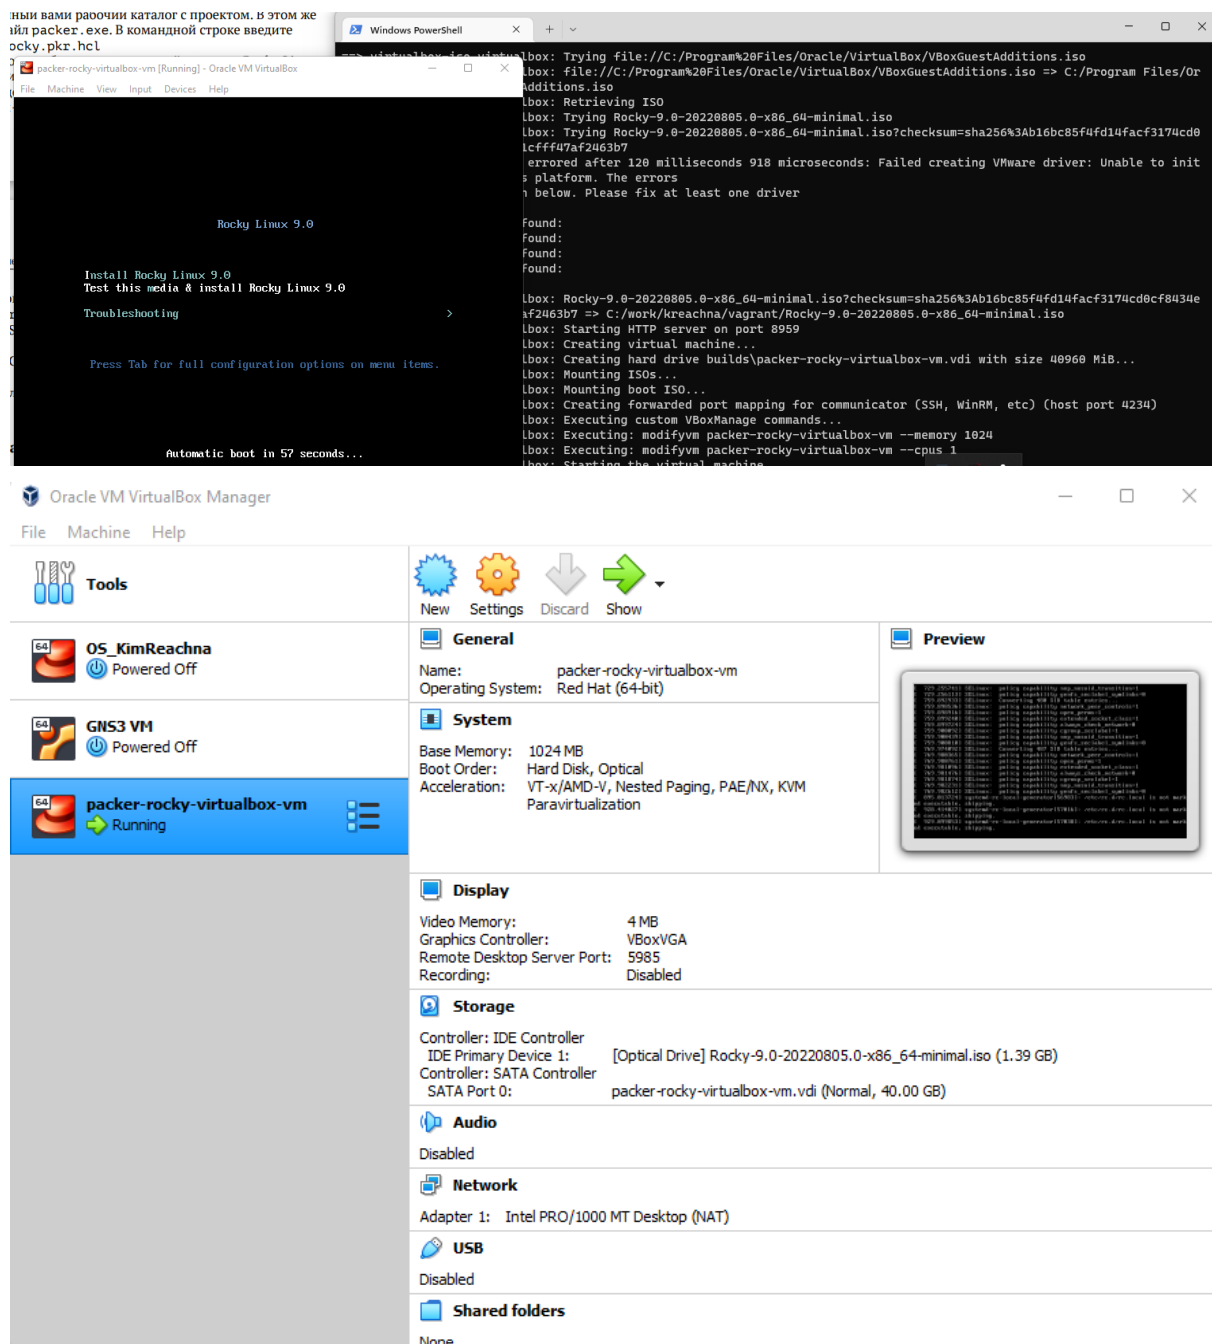 ный вами рабочий каталог с проектом. В этом же
айл packer.exe. В командной строке введите
ocky.pkr.hcl
Windows PowerShell
==> virtualbox-iso.virtualbox: Trying file://C:/Program%20Files/Oracle/VirtualBox/VBoxGuestAdditions.iso
lbox: file://C:/Program%20Files/Oracle/VirtualBox/VBoxGuestAdditions.iso => C:/Program Files/Or
Additions.iso
lbox: Retrieving ISO
lbox: Trying Rocky-9.0-20220805.0-x86_64-minimal.iso
lbox: Trying Rocky-9.0-20220805.0-x86_64-minimal.iso?checksum=sha256%3Ab16bc85f4fd14facf3174cd0
1cfff47af2463b7
errored after 120 milliseconds 918 microseconds: Failed creating VMware driver: Unable to init
s platform. The errors
n below. Please fix at least one driver
found:
found:
found:
found:
lbox: Rocky-9.0-20220805.0-x86_64-minimal.iso?checksum=sha256%3Ab16bc85f4fd14facf3174cd0cf8434e
af2463b7 => C:/work/kreachna/vagrant/Rocky-9.0-20220805.0-x86_64-minimal.iso
lbox: Starting HTTP server on port 8959
lbox: Creating virtual machine...
lbox: Creating hard drive builds\packer-rocky-virtualbox-vm.vdi with size 40960 MiB...
lbox: Mounting ISOs...
lbox: Mounting boot ISO...
lbox: Creating forwarded port mapping for communicator (SSH, WinRM, etc) (host port 4234)
lbox: Executing custom VBoxManage commands...
lbox: Executing: modifyvm packer-rocky-virtualbox-vm --memory 1024
lbox: Executing: modifyvm packer-rocky-virtualbox-vm --cpus 1
lbox: Starting the virtual machine
packer-rocky-virtualbox-vm [Running] - Oracle VM VirtualBox
File Machine View Input Devices Help
Rocky Linux 9.0
Install Rocky Linux 9.0
Test this media & install Rocky Linux 9.0
Troubleshooting >
Press Tab for full configuration options on menu items.
Automatic boot in 57 seconds...
Oracle VM VirtualBox Manager
File Machine Help
Tools
New Settings Discard Show
64 OS_KimReachna
Powered Off
64 GNS3 VM
Powered Off
64 packer-rocky-virtualbox-vm
Running
General
Name: packer-rocky-virtualbox-vm
Operating System: Red Hat (64-bit)
System
Base Memory: 1024 MB
Boot Order: Hard Disk, Optical
Acceleration: VT-x/AMD-V, Nested Paging, PAE/NX, KVM
Paravirtualization
Preview
Display
Video Memory: 4 MB
Graphics Controller: VBoxVGA
Remote Desktop Server Port: 5985
Recording: Disabled
Storage
Controller: IDE Controller
IDE Primary Device 1: [Optical Drive] Rocky-9.0-20220805.0-x86_64-minimal.iso (1.39 GB)
Controller: SATA Controller
SATA Port 0: packer-rocky-virtualbox-vm.vdi (Normal, 40.00 GB)
Audio
Disabled
Network
Adapter 1: Intel PRO/1000 MT Desktop (NAT)
USB
Disabled
Shared folders
None